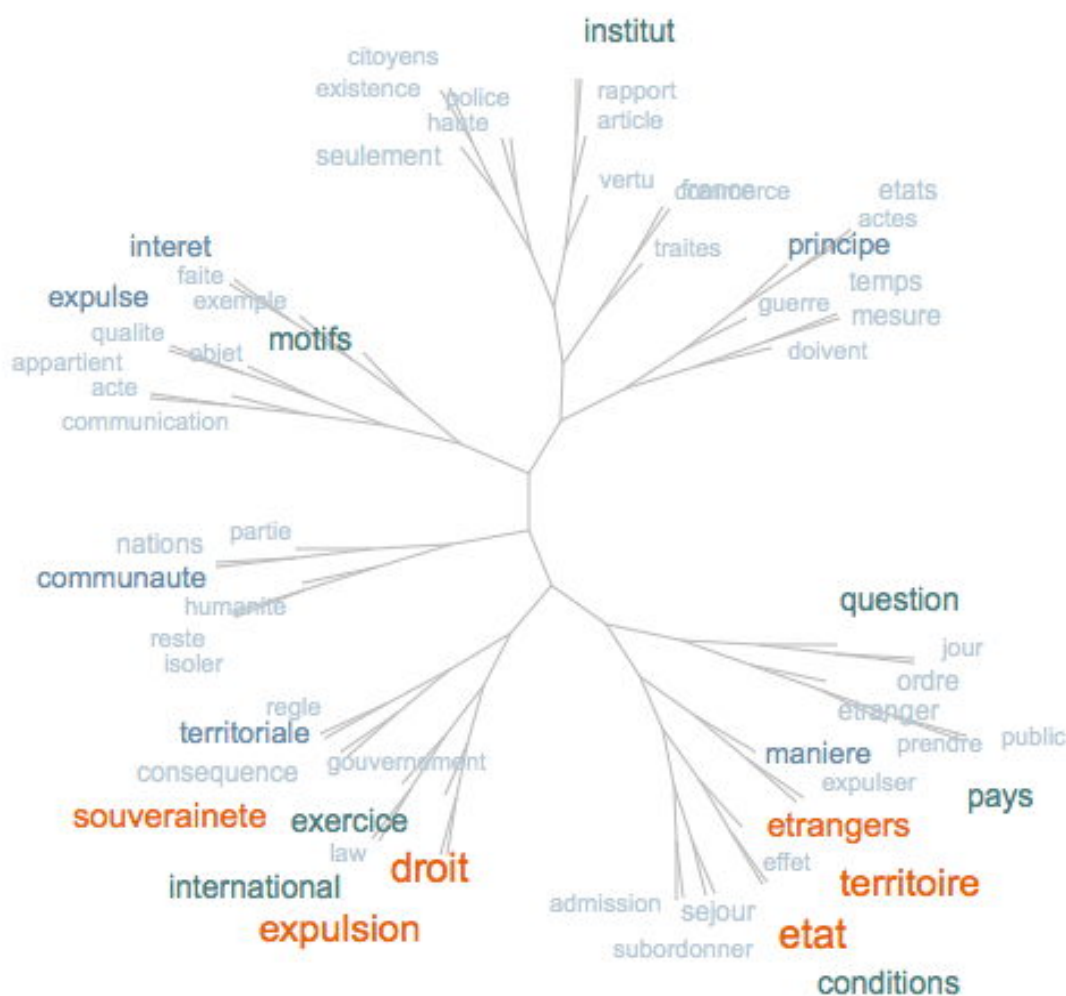 institut
citoyens
existence
police
haute
seulement
rapport
article
vertu
france
commerce
traites
etats
actes
principe
temps
guerre
mesure
doivent
interet
faite
expulse
exemple
motifs
qualite
objet
appartient
acte
communication
partie
nations
communaute
humanite
reste
isoler
question
jour
ordre
etranger
prendre
public
regle
territoriale
consequence
gouvernement
maniere
expulser
pays
souverainete
exercice
etrangers
law
droit
effet
international
territoire
expulsion
admission
sejour
subordonner
etat
conditions